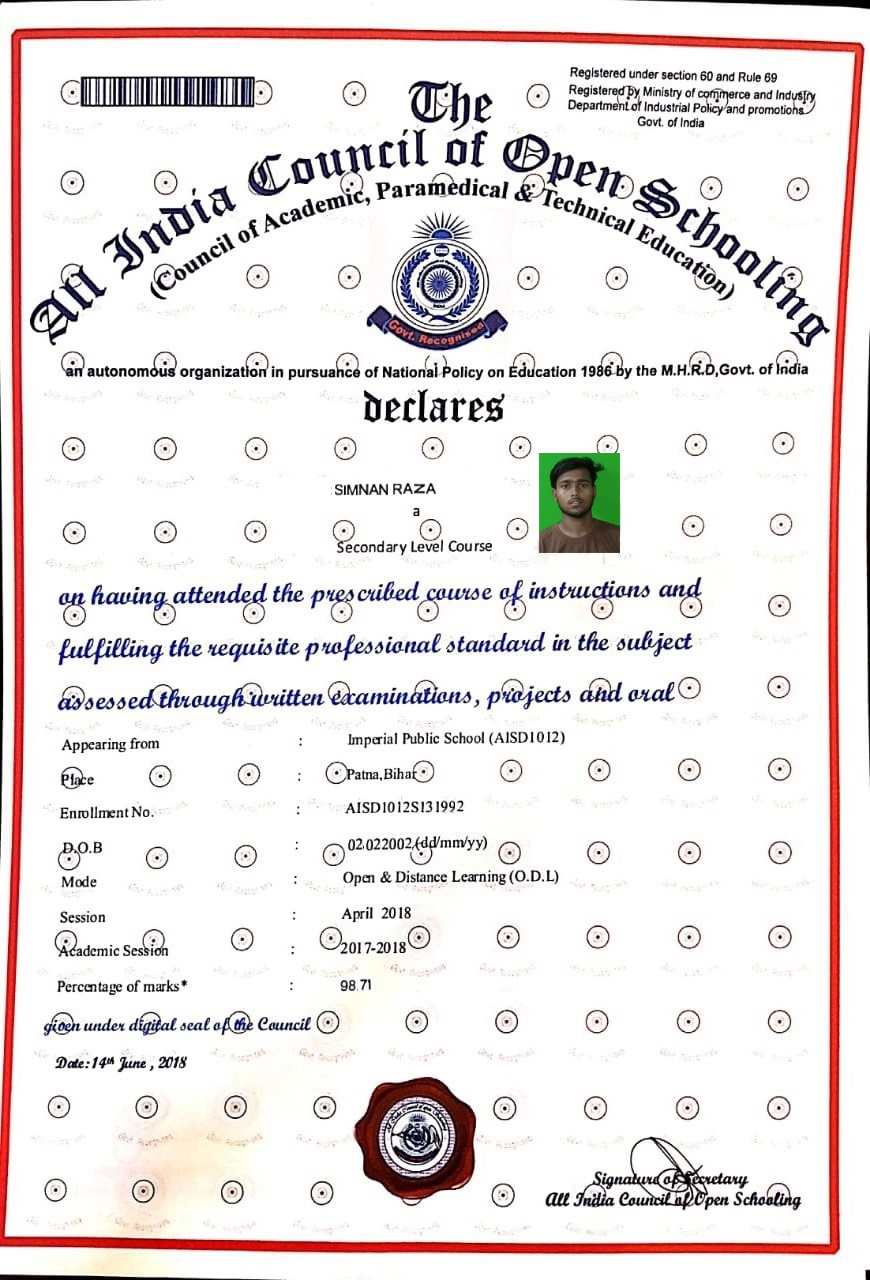 Registered under section 60 and Rule 69
Registered by Ministry of commerce and Industry
Department of Industrial Policy and promotions
Govt. of India
The
All India Council of Open Schooling
(Council of Academic, Paramedical & Technical Education)
Govt. Recognised
an autonomous organization in pursuance of National Policy on Education 1986 by the M.H.R.D,Govt. of India
declares
SIMNAN RAZA
a
Secondary Level Course
on having attended the prescribed course of instructions and
fulfilling the requisite professional standard in the subject
assessed through written examinations, projects and oral
Appearing from : Imperial Public School (AISD1012)
Place : Patna,Bihar
Enrollment No. : AISD1012S131992
D.O.B : 02.022002,(dd/mm/yy)
Mode : Open & Distance Learning (O.D.L)
Session : April 2018
Academic Session : 2017-2018
Percentage of marks* : 98.71
given under digital seal of the Council
Date:14th June , 2018
Signature of Secretary
All India Council of Open Schooling